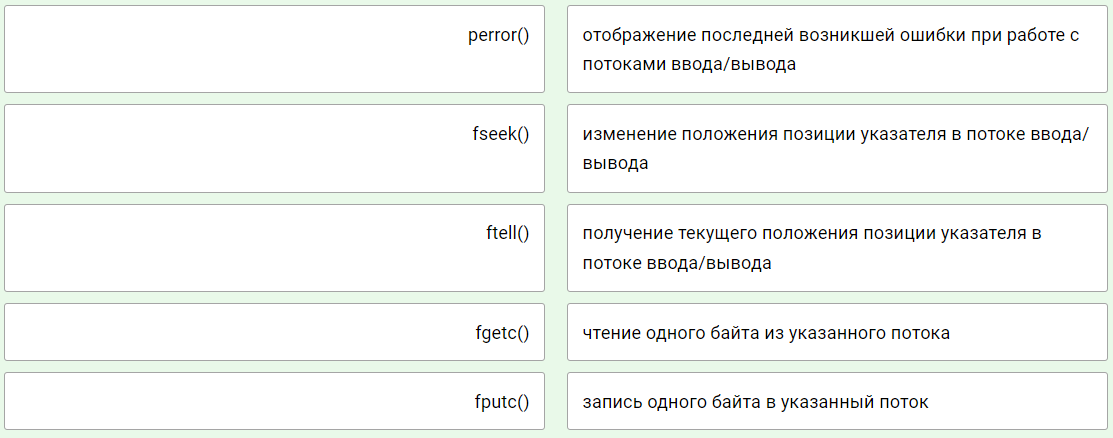 perror()
отображение последней возникшей ошибки при работе с
потоками ввода/вывода
fseek()
изменение положения позиции указателя в потоке ввода/
вывода
ftell()
получение текущего положения позиции указателя в
потоке ввода/вывода
fgetc()
чтение одного байта из указанного потока
fputc()
запись одного байта в указанный поток